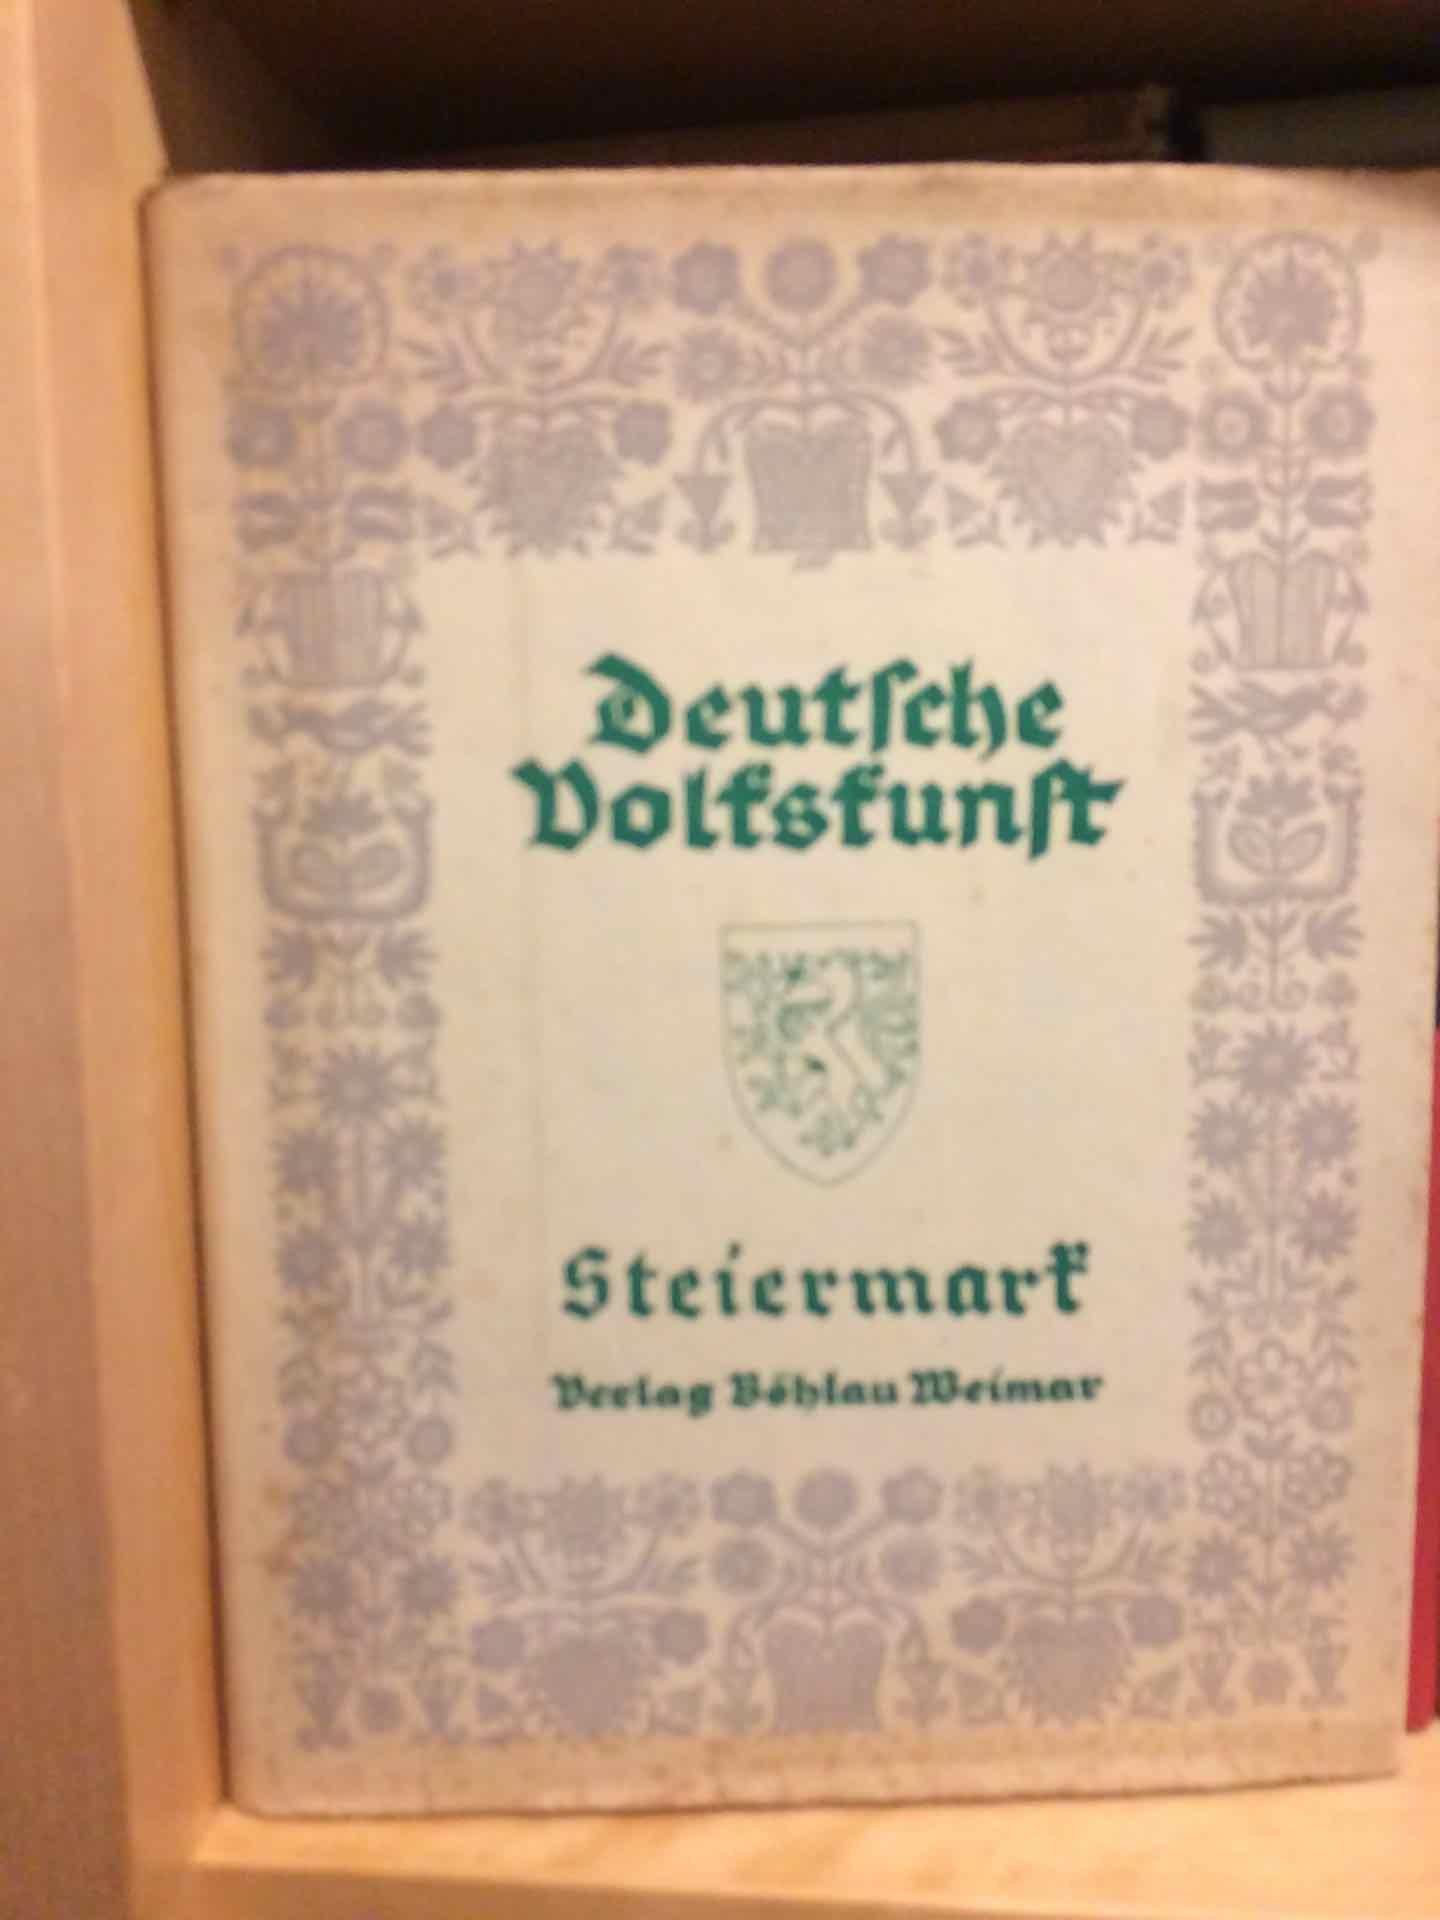 Deutſche
Volkskunſt
Steiermark
Verlag Böhlau Weimar